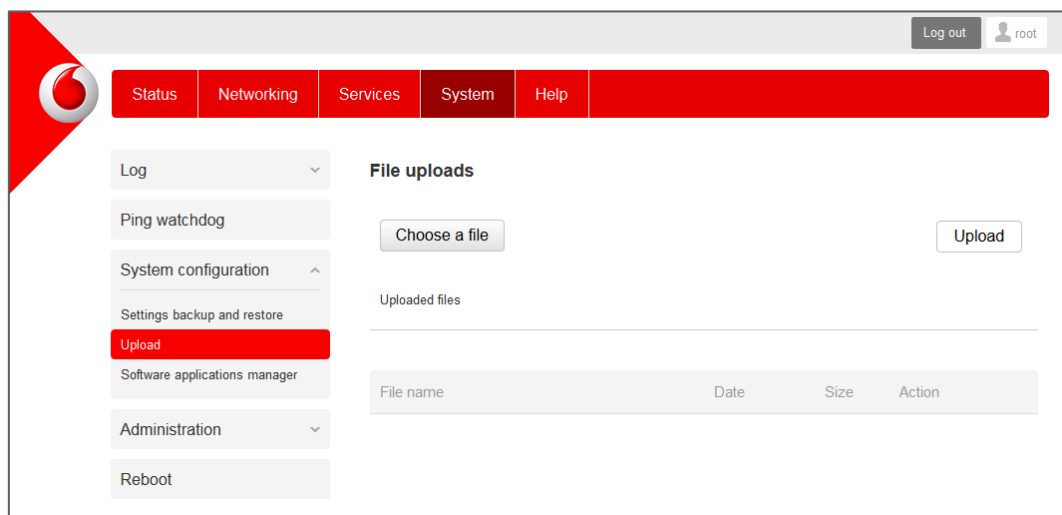 Log out
root
Status Networking Services System Help
Log
Ping watchdog
System configuration
Settings backup and restore
Upload
Software applications manager
Administration
Reboot
File uploads
Choose a file
Upload
Uploaded files
File name Date Size Action